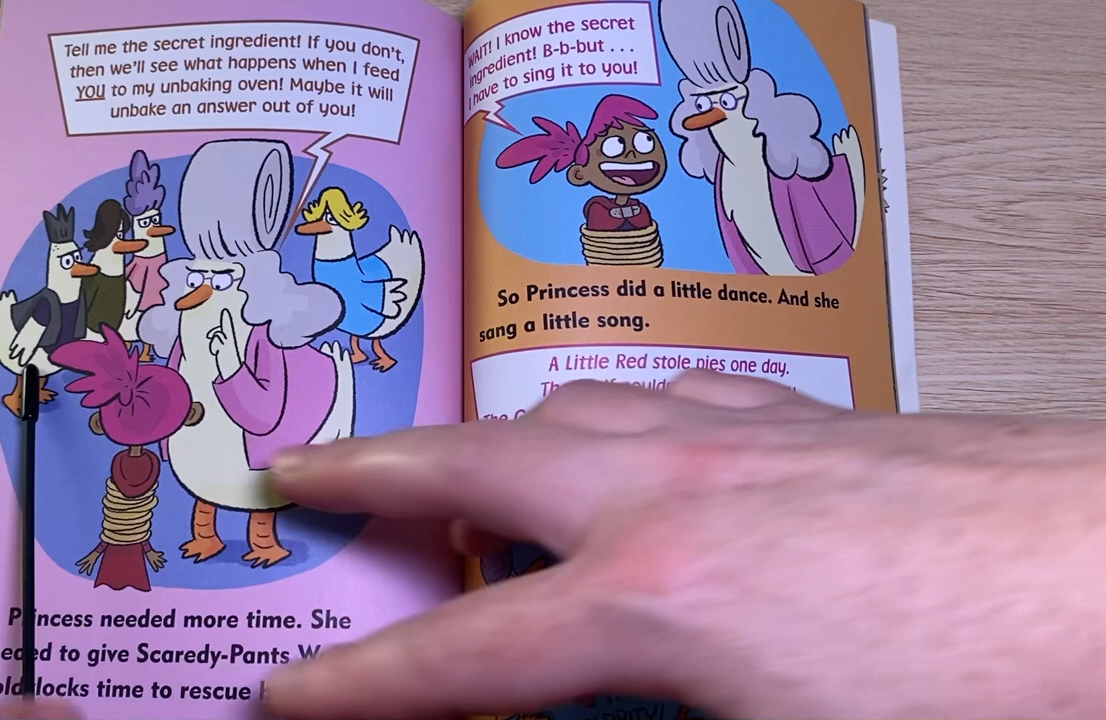 Tell me the secret ingredient! If you don't,
then we'll see what happens when I feed
YOU to my unbaking oven! Maybe it will
unbake an answer out of you!
Princess needed more time. She
to give Scaredy-Pants
time to rescue
WAIT! I know the secret
ingredient! B-b-but . . .
I have to sing it to you!
So Princess did a little dance. And she
sang a little song.
A Little Red stole pies one day.